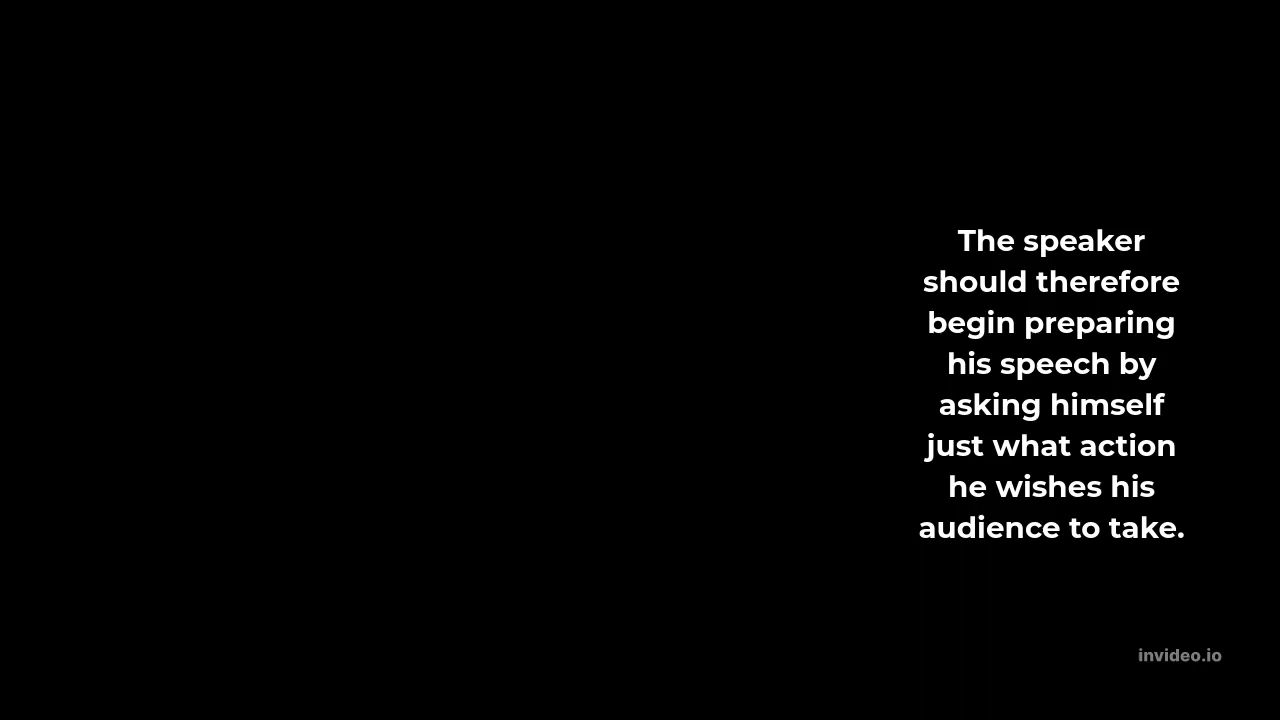 The speaker
should therefore
begin preparing
his speech by
asking himself
just what action
he wishes his
audience to take.
invideo.io